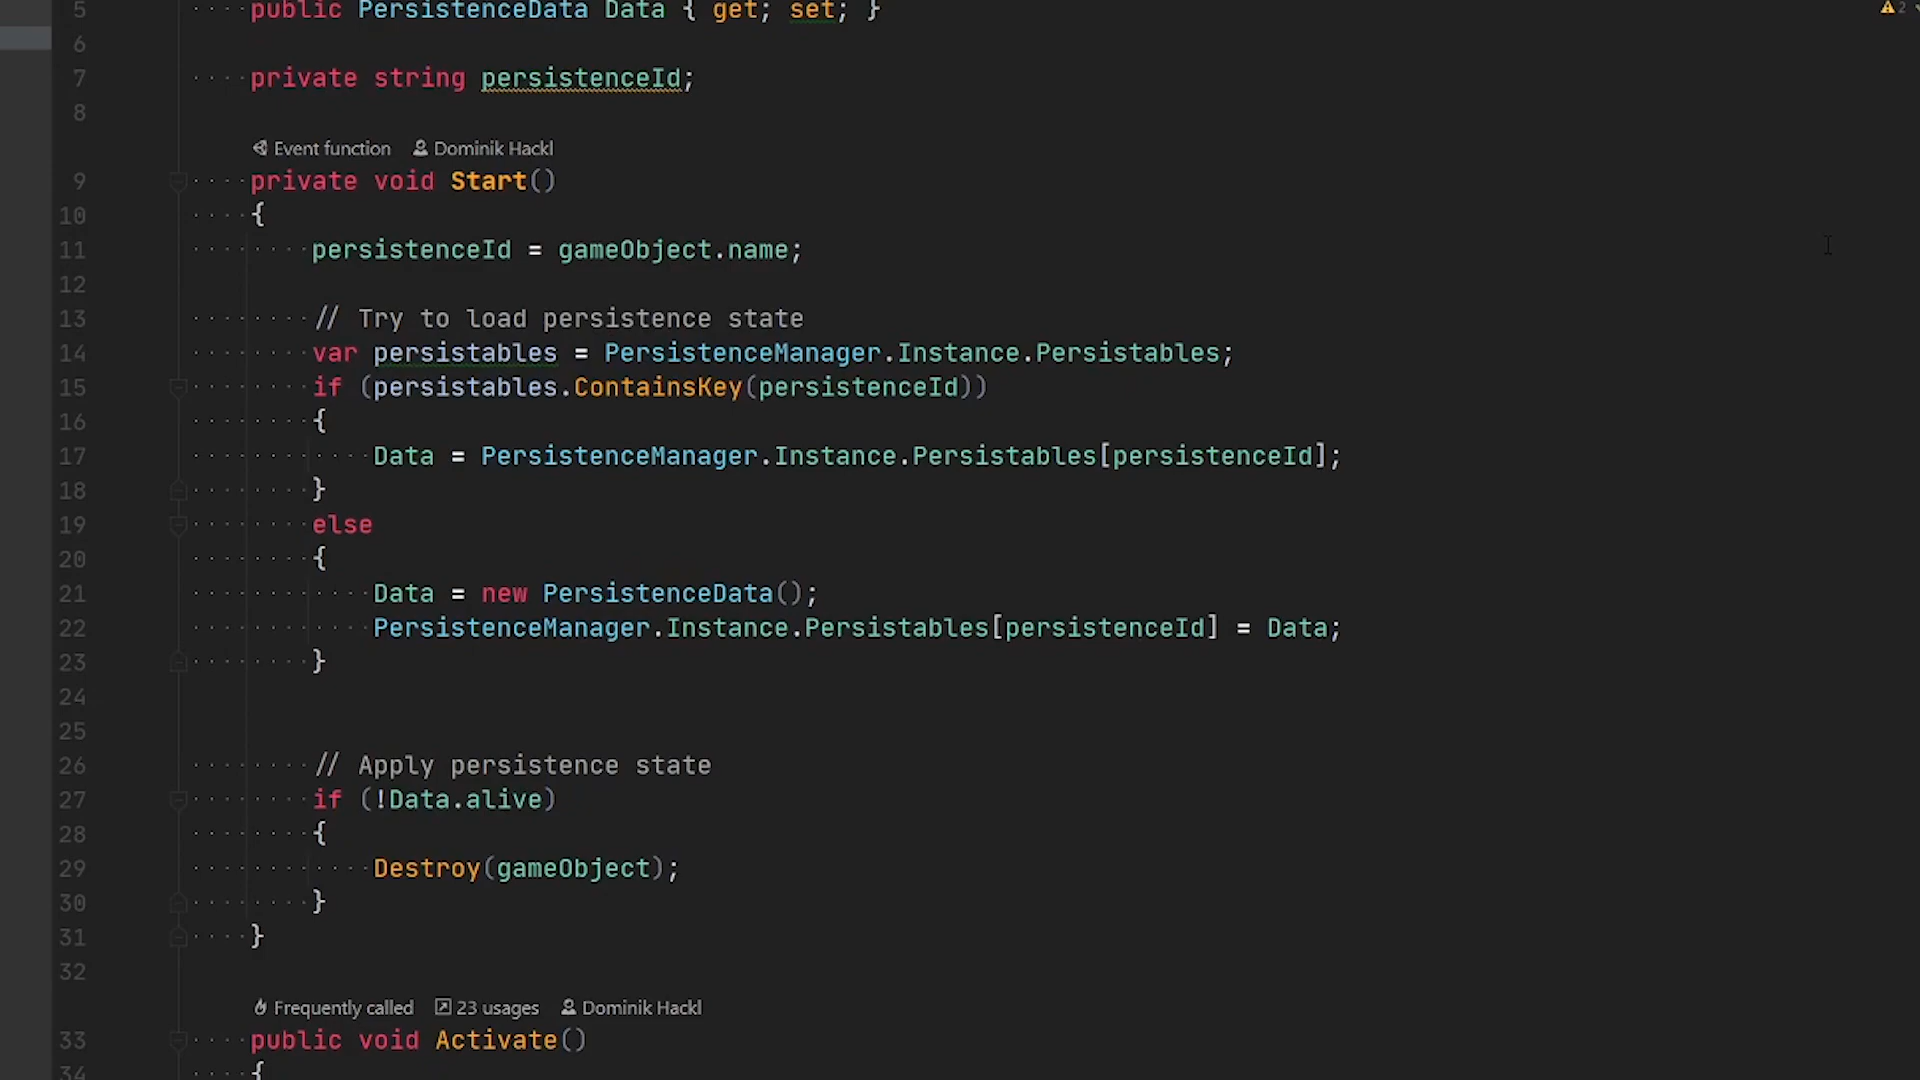 5 public PersistenceData Data { get; set; }
2
6
7 private string persistenceId;
8
Event function Dominik Hackl
9 private void Start()
10 {
11 persistenceId = gameObject.name;
12
13 // Try to load persistence state
14 var persistables = PersistenceManager.Instance.Persistables;
15 if (persistables.ContainsKey(persistenceId))
16 {
17 Data = PersistenceManager.Instance.Persistables[persistenceId];
18 }
19 else
20 {
21 Data = new PersistenceData();
22 PersistenceManager.Instance.Persistables[persistenceId] = Data;
23 }
24
25
26 // Apply persistence state
27 if (!Data.alive)
28 {
29 Destroy(gameObject);
30 }
31 }
32
Frequently called 23 usages Dominik Hackl
33 public void Activate()
34 {